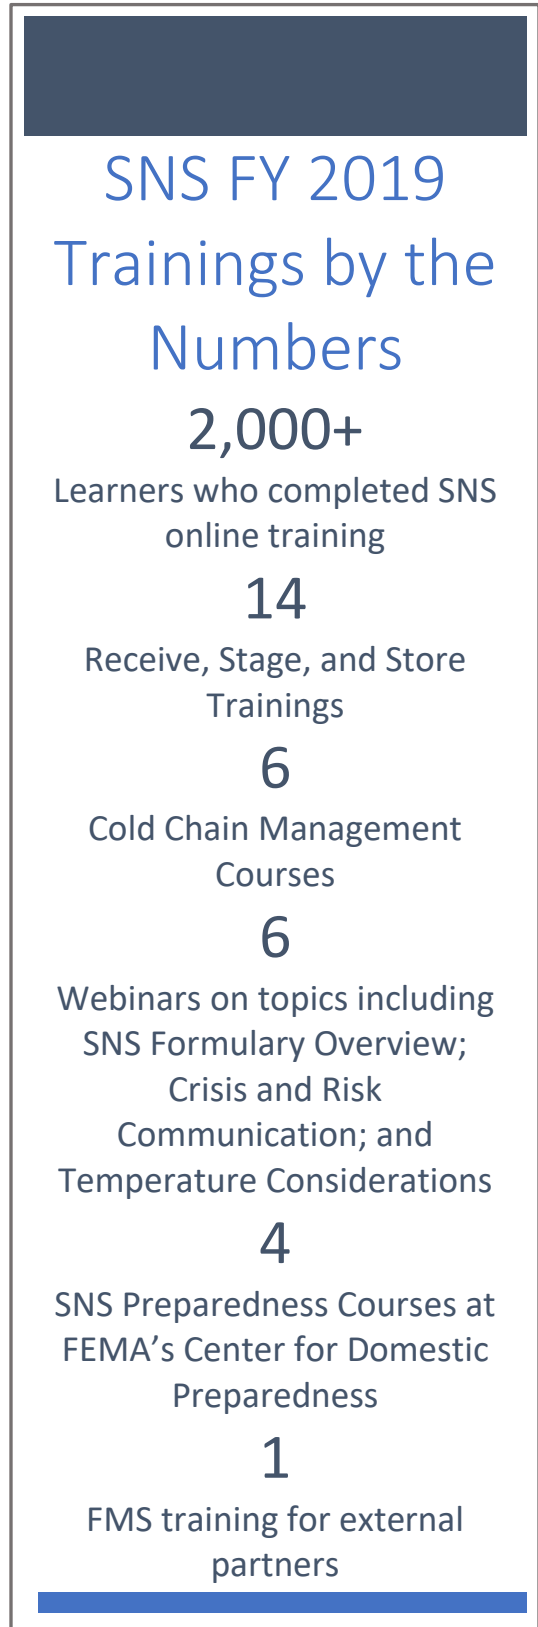 SNS FY 2019
Trainings by the
Numbers
2,000+
Learners who completed SNS
online training
14
Receive, Stage, and Store
Trainings
6
Cold Chain Management
Courses
6
Webinars on topics including
SNS Formulary Overview;
Crisis and Risk
Communication; and
Temperature Considerations
4
SNS Preparedness Courses at
FEMA’s Center for Domestic
Preparedness
1
FMS training for external
partners